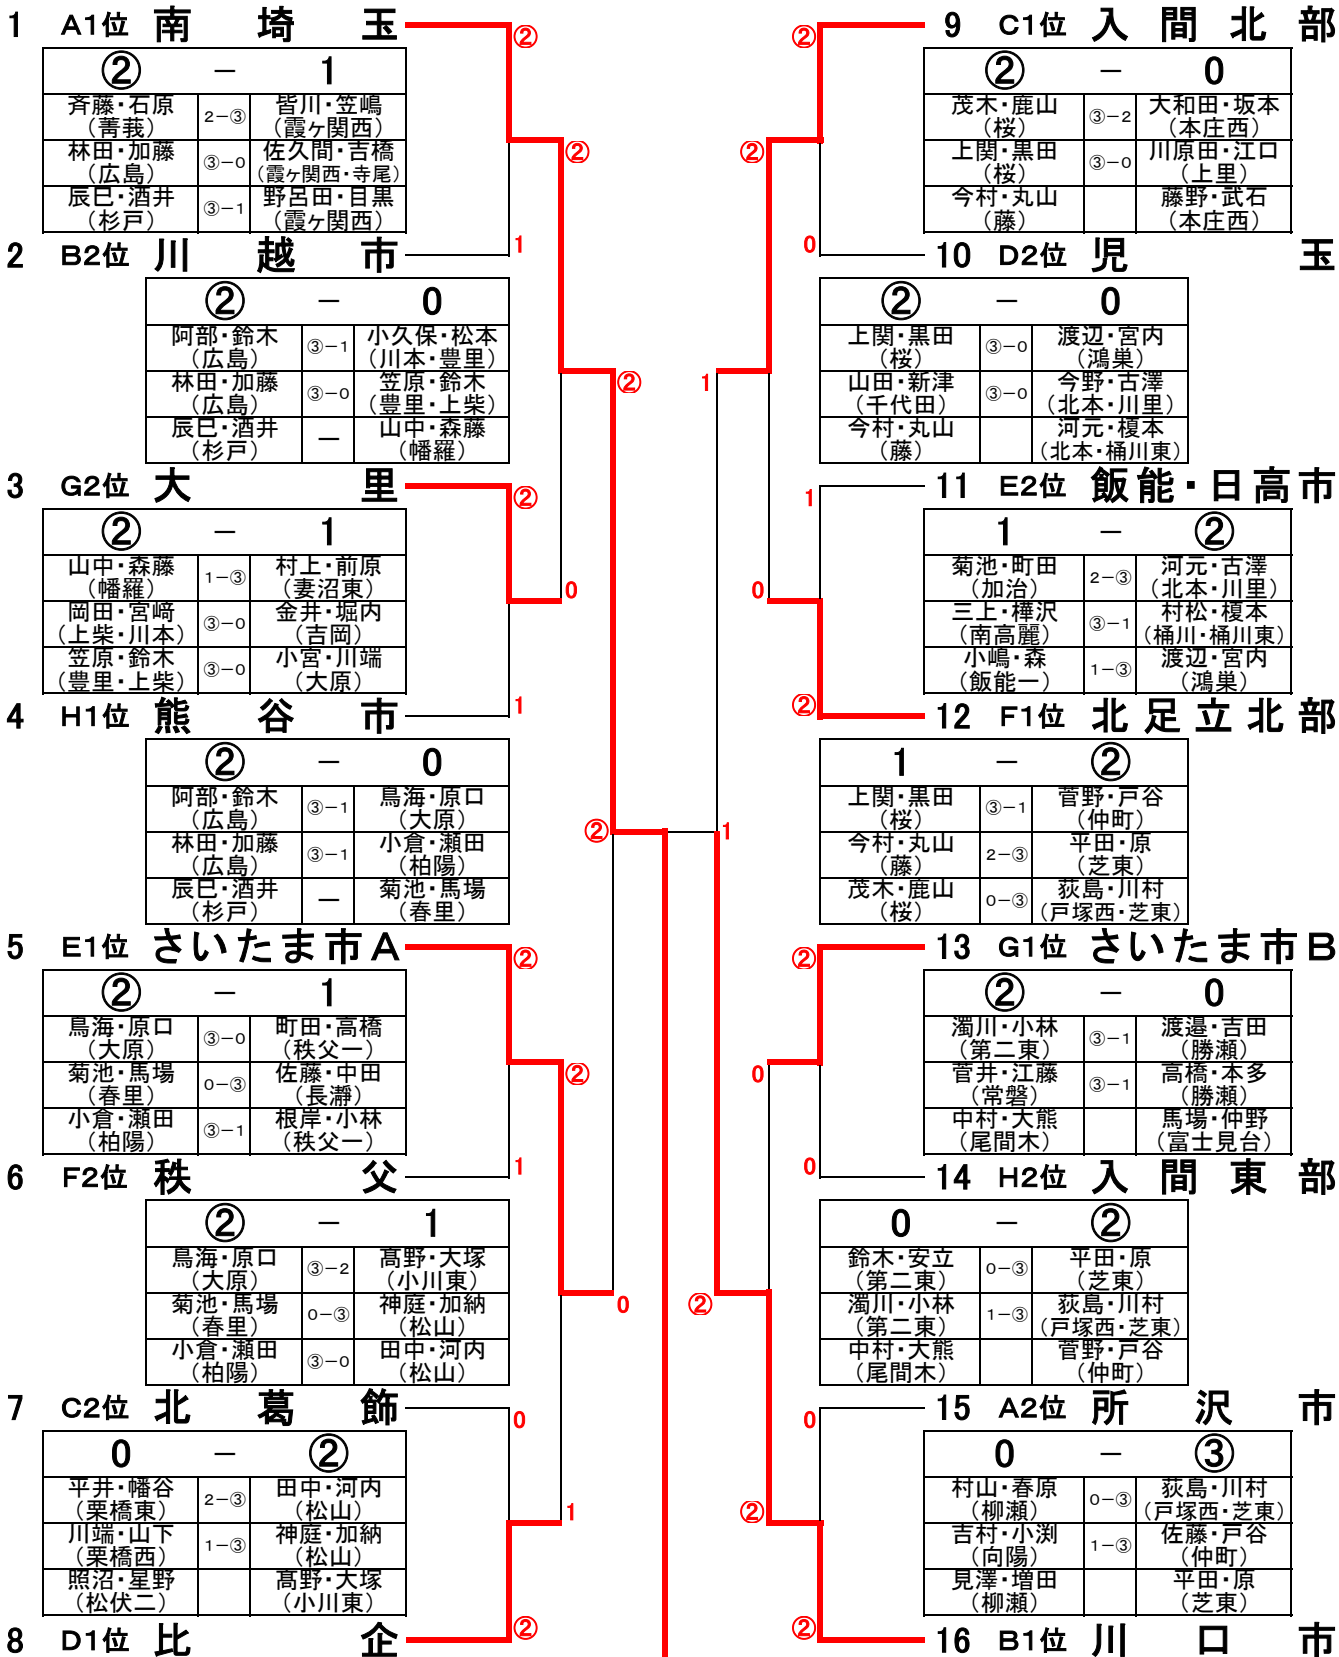 1 A1位 南埼玉
② － 1
斉藤・石原 2－③ 皆川・笠嶋
（菁莪） （霞ヶ関西）
林田・加藤 ③－0 佐久間・吉橋
（広島） （霞ヶ関西・寺尾）
辰巳・酒井 ③－1 野呂田・目黒
（杉戸） （霞ヶ関西）
2 B2位 川越市
② － 0
阿部・鈴木 ③－1 小久保・松本
（広島） （川本・豊里）
林田・加藤 ③－0 笠原・鈴木
（広島） （豊里・上柴）
辰巳・酒井 － 山中・森藤
（杉戸） （幡羅）
3 G2位 大里
② － 1
山中・森藤 1－③ 村上・前原
（幡羅） （妻沼東）
岡田・宮﨑 ③－0 金井・堀内
（上柴・川本） （吉岡）
笠原・鈴木 ③－0 小宮・川端
（豊里・上柴） （大原）
4 H1位 熊谷市
② － 0
阿部・鈴木 ③－1 鳥海・原口
（広島） （大原）
林田・加藤 ③－1 小倉・瀬田
（広島） （柏陽）
辰巳・酒井 － 菊池・馬場
（杉戸） （春里）
5 E1位 さいたま市A
② － 1
鳥海・原口 ③－0 町田・高橋
（大原） （秩父一）
菊池・馬場 0－③ 佐藤・中田
（春里） （長瀞）
小倉・瀬田 ③－1 根岸・小林
（柏陽） （秩父一）
6 F2位 秩父
② － 1
鳥海・原口 ③－2 髙野・大塚
（大原） （小川東）
菊池・馬場 0－③ 神庭・加納
（春里） （松山）
小倉・瀬田 ③－0 田中・河内
（柏陽） （松山）
7 C2位 北葛飾
0 － ②
平井・幡谷 2－③ 田中・河内
（栗橋東） （松山）
川端・山下 1－③ 神庭・加納
（栗橋西） （松山）
照沼・星野 髙野・大塚
（松伏二） （小川東）
8 D1位 比企
②
②
1
②
②
0
1
②
②
②
1
0
0
1
②
9 C1位 入間北部
② － 0
茂木・鹿山 ③－2 大和田・坂本
（桜） （本庄西）
上関・黒田 ③－0 川原田・江口
（桜） （上里）
今村・丸山 藤野・武石
（藤） （本庄西）
10 D2位 児玉
② － 0
上関・黒田 ③－0 渡辺・宮内
（桜） （鴻巣）
山田・新津 ③－0 今野・古澤
（千代田） （北本・川里）
今村・丸山 河元・榎本
（藤） （北本・桶川東）
11 E2位 飯能・日高市
1 － ②
菊池・町田 2－③ 河元・古澤
（加治） （北本・川里）
三上・樺沢 ③－1 村松・榎本
（南高麗） （桶川・桶川東）
小嶋・森 1－③ 渡辺・宮内
（飯能一） （鴻巣）
12 F1位 北足立北部
1 － ②
上関・黒田 ③－1 菅野・戸谷
（桜） （仲町）
今村・丸山 2－③ 平田・原
（藤） （芝東）
茂木・鹿山 0－③ 荻島・川村
（桜） （戸塚西・芝東）
13 G1位 さいたま市B
② － 0
濁川・小林 ③－1 渡邉・吉田
（第二東） （勝瀬）
菅井・江藤 ③－1 高橋・本多
（常磐） （勝瀬）
中村・大熊 馬場・仲野
（尾間木） （富士見台）
14 H2位 入間東部
0 － ②
鈴木・安立 0－③ 平田・原
（第二東） （芝東）
濁川・小林 1－③ 荻島・川村
（第二東） （戸塚西・芝東）
中村・大熊 菅野・戸谷
（尾間木） （仲町）
15 A2位 所沢市
0 － ③
村山・春原 0－③ 荻島・川村
（柳瀬） （戸塚西・芝東）
吉村・小渕 1－③ 佐藤・戸谷
（向陽） （仲町）
見澤・増田 平田・原
（柳瀬） （芝東）
16 B1位 川口市
②
②
0
1
1
0
②
1
②
0
0
②
0
②
②